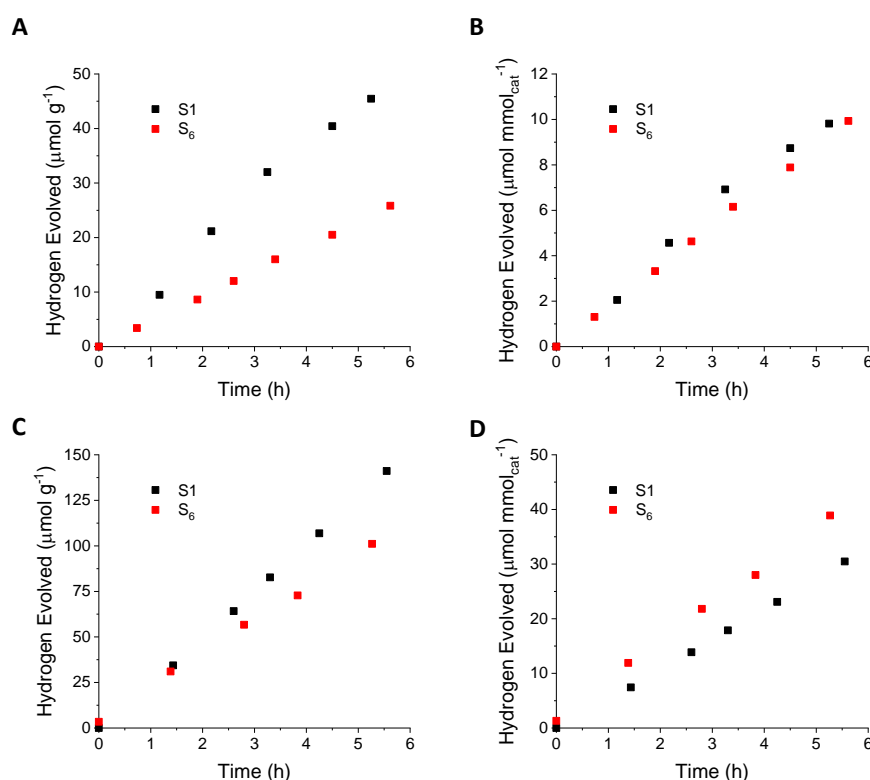 A
Hydrogen Evolved (μmol g⁻¹)
50
40
30
20
10
0
S1
S₆
0 1 2 3 4 5 6
Time (h)
B
Hydrogen Evolved (μmol mmol_cat⁻¹)
12
10
8
6
4
2
0
S1
S₆
0 1 2 3 4 5 6
Time (h)
C
Hydrogen Evolved (μmol g⁻¹)
150
125
100
75
50
25
0
S1
S₆
0 1 2 3 4 5 6
Time (h)
D
Hydrogen Evolved (μmol mmol_cat⁻¹)
50
40
30
20
10
0
S1
S₆
0 1 2 3 4 5 6
Time (h)